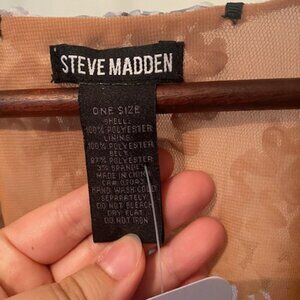 STEVE MADDEN
ONE SIZE
SHELL:
100% POLYESTER
LINING:
100% POLYESTER
BELT:
97% POLYESTER
3% SPANDEX
MADE IN CHINA
HAND WASH COLD
SEPARATELY
DO NOT BLEACH
DRY FLAT
DO NOT IRON